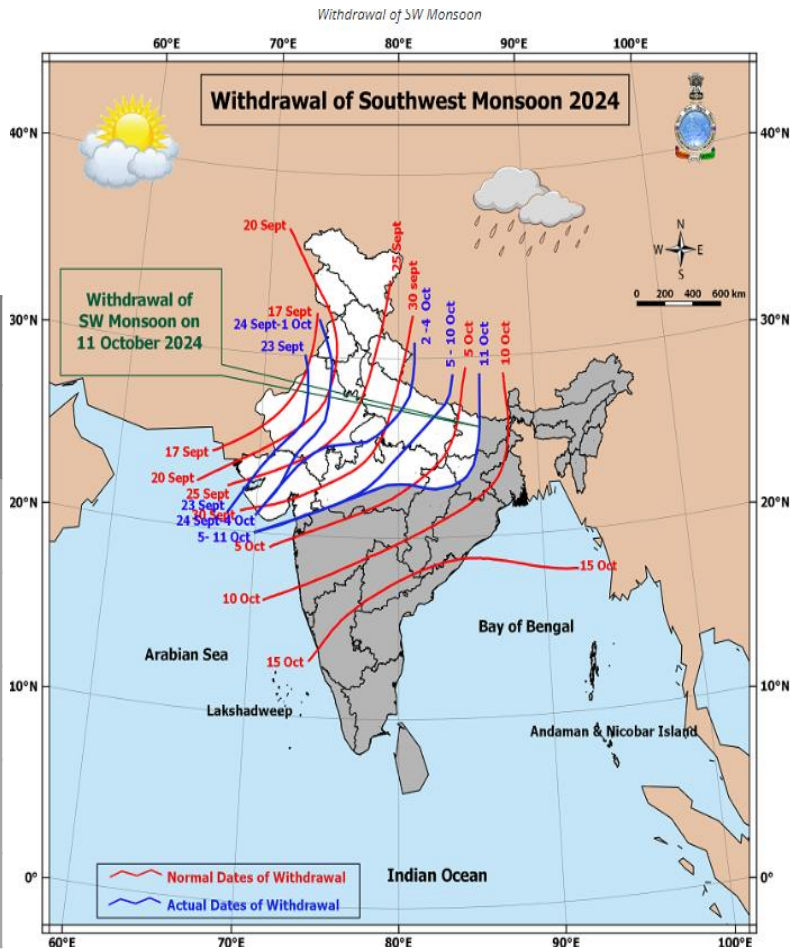 Withdrawal of SW Monsoon
60°E 70°E 80°E 90°E 100°E
Withdrawal of Southwest Monsoon 2024
40°N 40°N
20 Sept
25 Sept
N
W E
S
30 sept
2 -4 Oct
5 - 10 Oct
5 Oct
11 Oct
10 Oct
0 200 400 600 km
Withdrawal of
SW Monsoon on
11 October 2024
17 Sept
30°N 30°N
24 Sept-1 Oct
23 Sept
17 Sept
20 Sept
25 Sept
20°N 20°N
23 Sept
30 Sept
24 Sept-4 Oct
5- 11 Oct
5 Oct
15 Oct
10 Oct
Bay of Bengal
Arabian Sea
15 Oct
10°N 10°N
Lakshadweep
Andaman & Nicobar Island
0° 0°
Indian Ocean
Normal Dates of Withdrawal
Actual Dates of Withdrawal
60°E 70°E 80°E 90°E 100°E